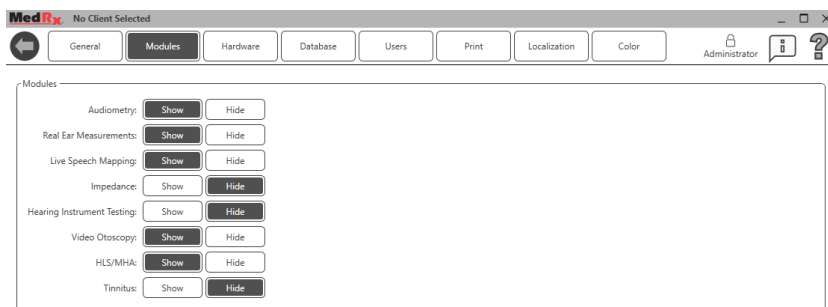 MedRx No Client Selected
General Modules Hardware Database Users Print Localization Color Administrator
Modules
Audiometry: Show Hide
Real Ear Measurements: Show Hide
Live Speech Mapping: Show Hide
Impedance: Show Hide
Hearing Instrument Testing: Show Hide
Video Otoscopy: Show Hide
HLS/MHA: Show Hide
Tinnitus: Show Hide